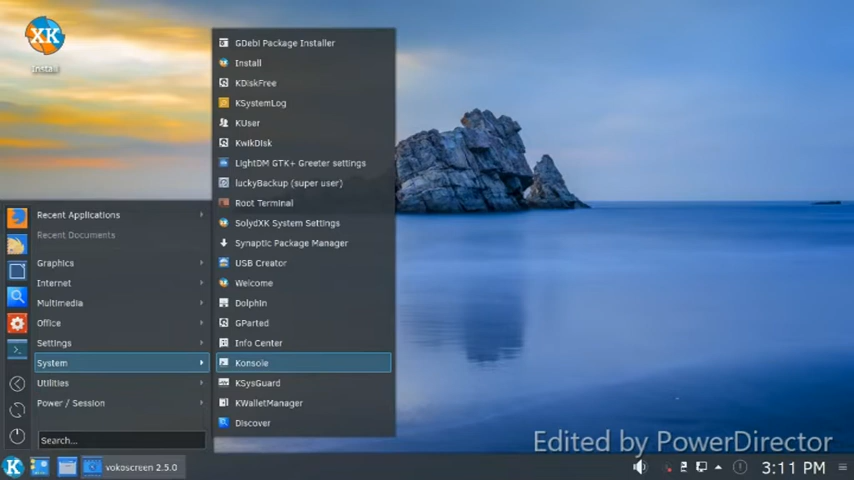 XK
Install
GDebi Package Installer
Install
KDiskFree
KSystemLog
KUser
KwikDisk
LightDM GTK+ Greeter settings
luckyBackup (super user)
Root Terminal
SolydXK System Settings
Synaptic Package Manager
USB Creator
Welcome
Dolphin
GParted
Info Center
Konsole
KSysGuard
KWalletManager
Discover
Recent Applications
Recent Documents
Graphics
Internet
Multimedia
Office
Settings
System
Utilities
Power / Session
Search...
Edited by PowerDirector
K
vokoscreen 2.5.0
3:11 PM